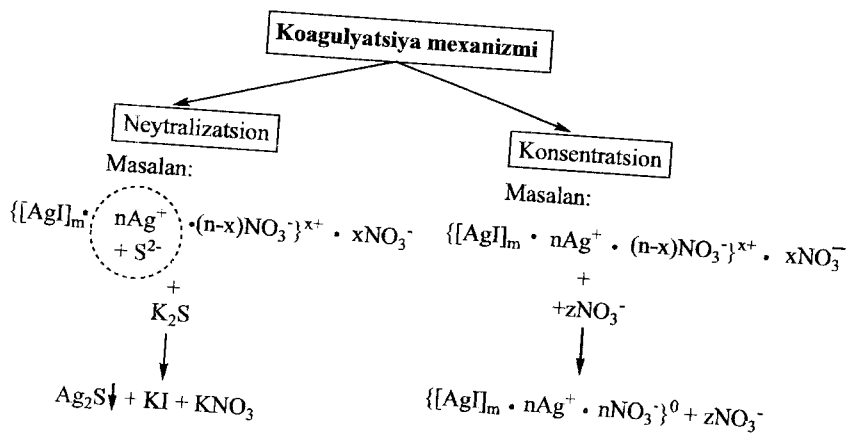 Koagulyatsiya mexanizmi
Neytralizatsion
Masalan:
{[AgI]ₘ· nAg⁺ ·(n-x)NO₃⁻}ˣ⁺ · xNO₃⁻
+ S²⁻
+
K₂S
Ag₂S↓ + KI + KNO₃
Konsentratsion
Masalan:
{[AgI]ₘ · nAg⁺ · (n-x)NO₃⁻}ˣ⁺ · xNO₃⁻
+
+zNO₃⁻
{[AgI]ₘ · nAg⁺ · nNO₃⁻}⁰ + zNO₃⁻